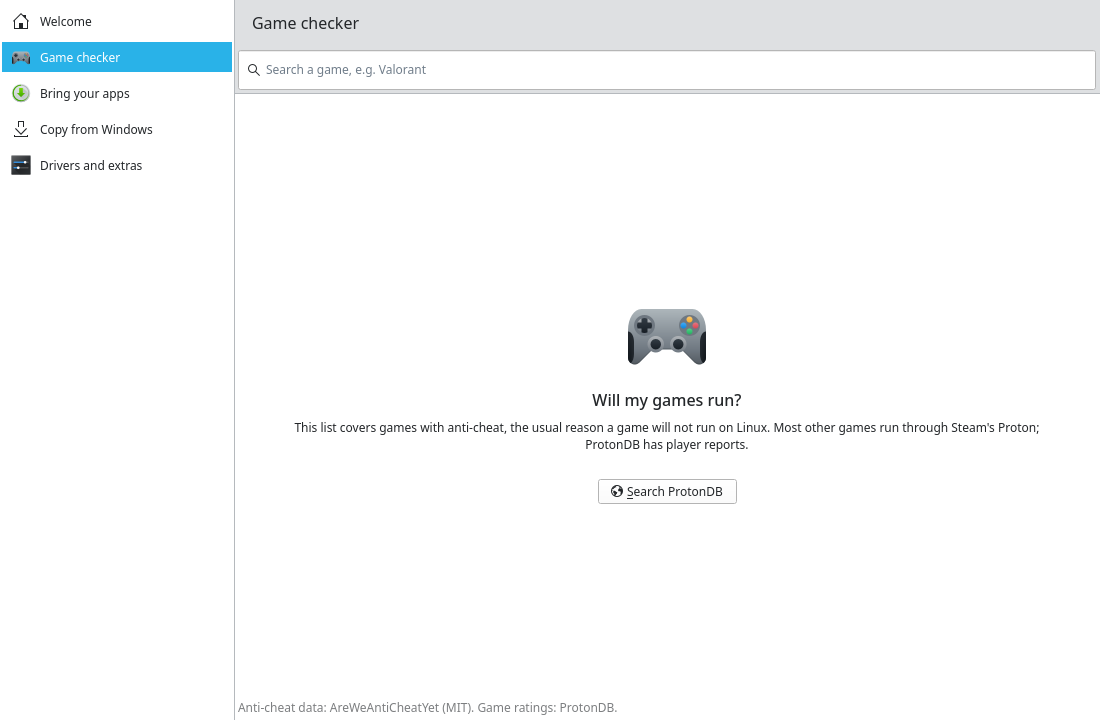 Welcome
Game checker
Bring your apps
Copy from Windows
Drivers and extras
Game checker
Search a game, e.g. Valorant
Will my games run?
This list covers games with anti-cheat, the usual reason a game will not run on Linux. Most other games run through Steam's Proton;
ProtonDB has player reports.
Search ProtonDB
Anti-cheat data: AreWeAntiCheatYet (MIT). Game ratings: ProtonDB.